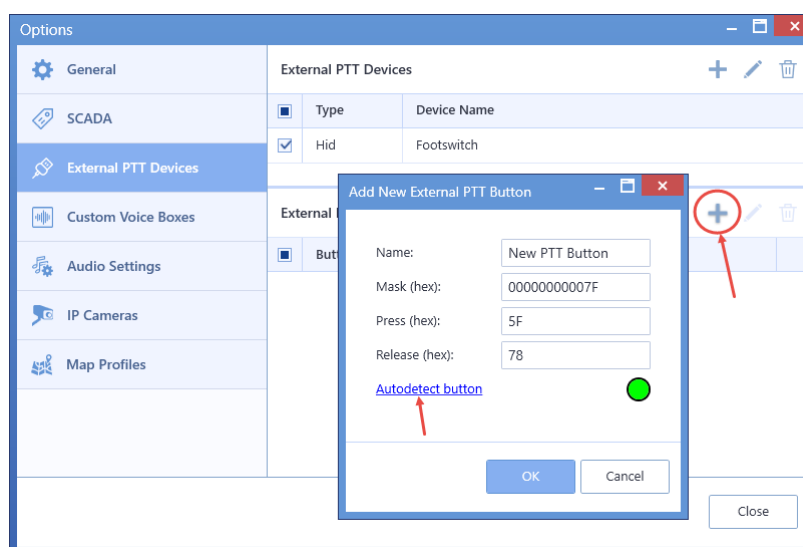 Options
General
SCADA
External PTT Devices
Custom Voice Boxes
Audio Settings
IP Cameras
Map Profiles
External PTT Devices
Type Device Name
Hid Footswitch
External
Add New External PTT Button
Name: New PTT Button
Mask (hex): 00000000007F
Press (hex): 5F
Release (hex): 78
Autodetect button
OK Cancel
Close